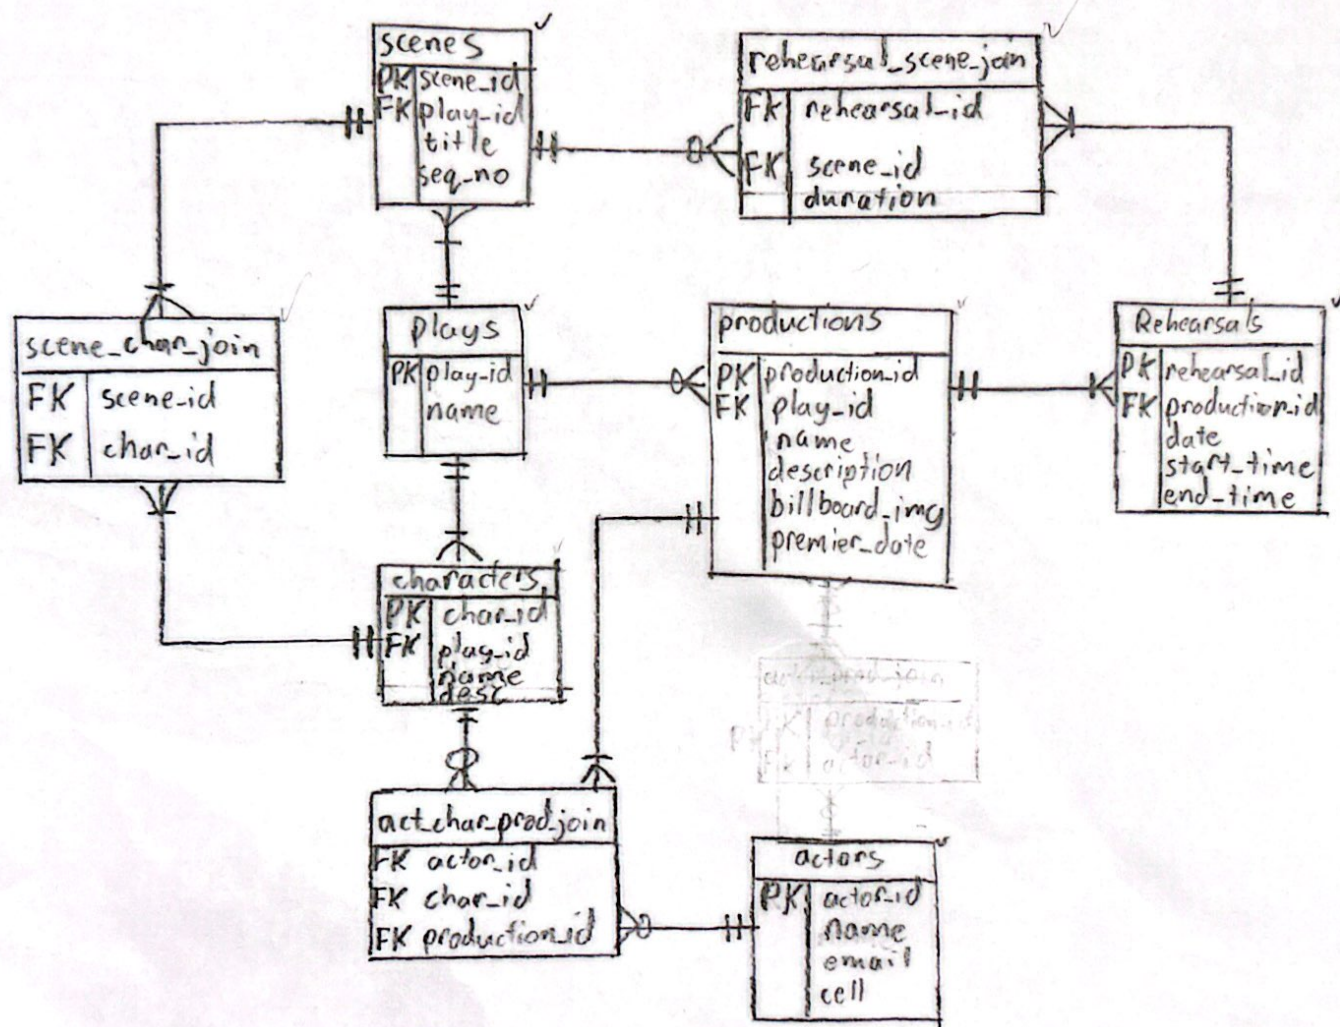 scenes
PK scene_id
FK play_id
title
seq_no
rehearsal_scene_join
FK rehearsal_id
FK scene_id
duration
scene_char_join
FK scene_id
FK char_id
plays
PK play_id
name
productions
PK production_id
FK play_id
name
description
billboard_img
premier_date
Rehearsals
PK rehearsal_id
FK production_id
date
start_time
end_time
characters
PK char_id
FK play_id
name
desc
production_id
actor_id
act_char_prod_join
FK actor_id
FK char_id
FK production_id
actors
PK actor_id
name
email
cell